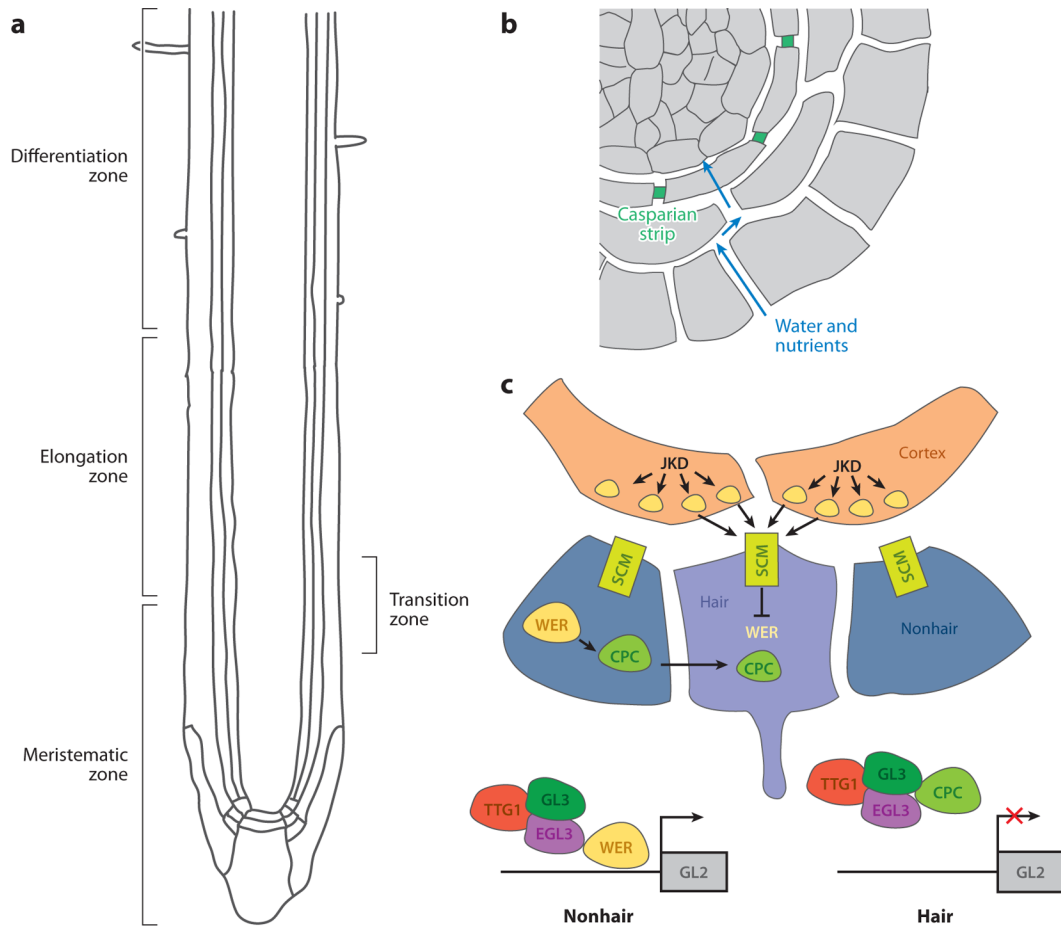 a
Differentiation
zone
Elongation
zone
Transition
zone
Meristematic
zone
b
Casparian
strip
Water and
nutrients
c
JKD
JKD
Cortex
SCM
SCM
SCM
Hair
WER
WER
Nonhair
CPC
CPC
TTG1
GL3
EGL3
WER
GL2
Nonhair
TTG1
GL3
EGL3
CPC
GL2
Hair